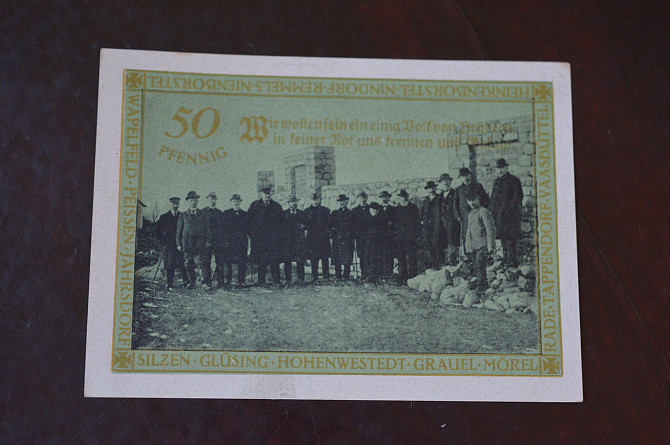 HEINKENBORSTEL-NINDORF-REMMELS-NIENBORSTEL
50
PFENNIG
Wir wollen sein ein einig Volk von
in keiner Not uns trennen und
WAPELFELD-PEISSEN-JAHRSDORF
RADE-TAPPENDORF-VAASBÜTTEL
SILZEN·GLÜSING·HOHENWESTEDT·GRAUEL·MÖREL